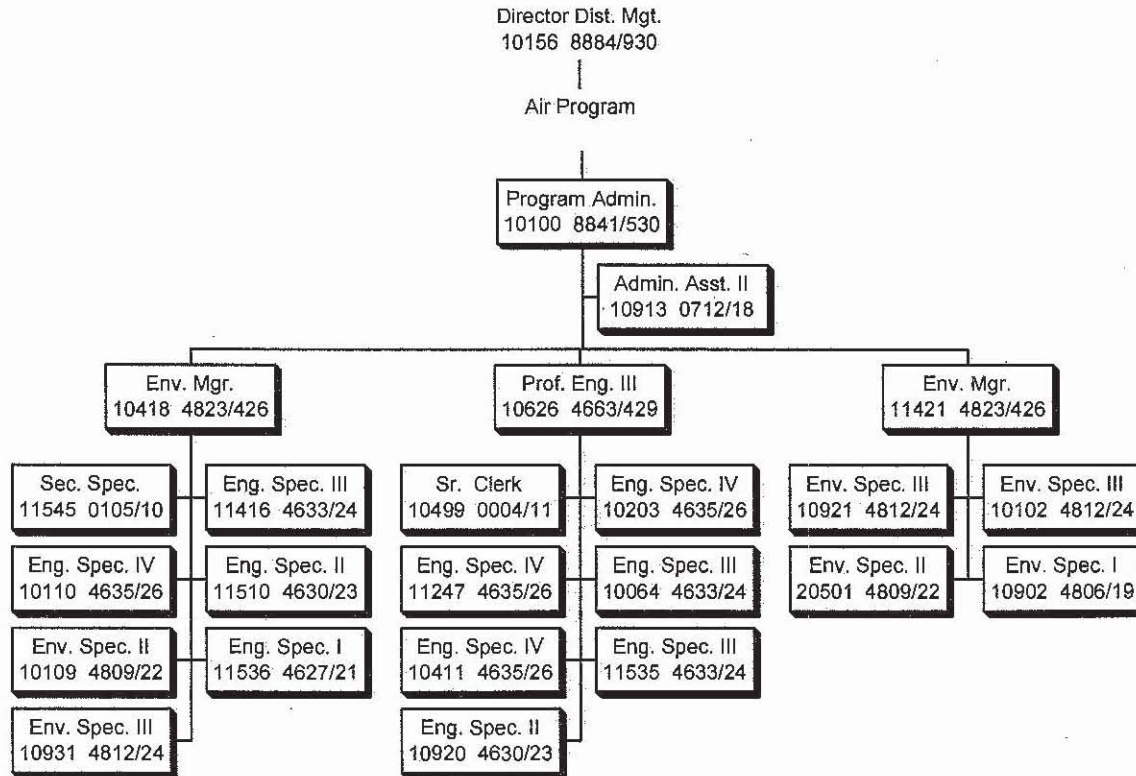 Director Dist. Mgt.
10156 8884/930
Air Program
Program Admin.
10100 8841/530
Admin. Asst. II
10913 0712/18
Env. Mgr.
10418 4823/426
Prof. Eng. III
10626 4663/429
Env. Mgr.
11421 4823/426
Sec. Spec.
11545 0105/10
Eng. Spec. III
11416 4633/24
Eng. Spec. IV
10110 4635/26
Eng. Spec. II
11510 4630/23
Env. Spec. II
10109 4809/22
Eng. Spec. I
11536 4627/21
Env. Spec. III
10931 4812/24
Sr. Clerk
10499 0004/11
Eng. Spec. IV
10203 4635/26
Eng. Spec. IV
11247 4635/26
Eng. Spec. III
10064 4633/24
Eng. Spec. IV
10411 4635/26
Eng. Spec. III
11535 4633/24
Eng. Spec. II
10920 4630/23
Env. Spec. III
10921 4812/24
Env. Spec. III
10102 4812/24
Env. Spec. II
20501 4809/22
Env. Spec. I
10902 4806/19